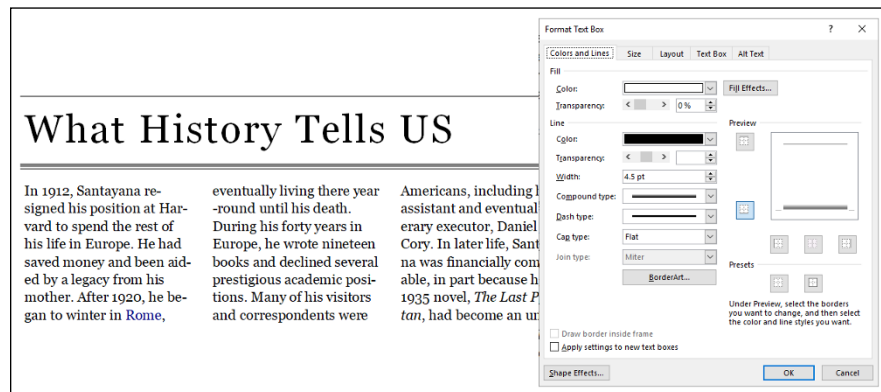 What History Tells US
In 1912, Santayana re-
signed his position at Har-
vard to spend the rest of
his life in Europe. He had
saved money and been aid-
ed by a legacy from his
mother. After 1920, he be-
gan to winter in Rome,
eventually living there year
-round until his death.
During his forty years in
Europe, he wrote nineteen
books and declined several
prestigious academic posi-
tions. Many of his visitors
and correspondents were
Americans, including
assistant and
erary executor, Daniel
Cory. In later life,
na was financially
able, in part because
1935 novel, The Last
tan, had become an
Format Text Box
? ×
Colors and Lines Size Layout Text Box Alt Text
Fill
Color:
Fill Effects...
Transparency: 0 %
Line
Color:
Transparency:
Width: 4.5 pt
Compound type:
Dash type:
Cap type: Flat
Join type: Miter
BorderArt...
Preview
Presets
Under Preview, select the borders
you want to change, and then select
the color and line styles you want.
Draw border inside frame
Apply settings to new text boxes
Shape Effects...
OK Cancel